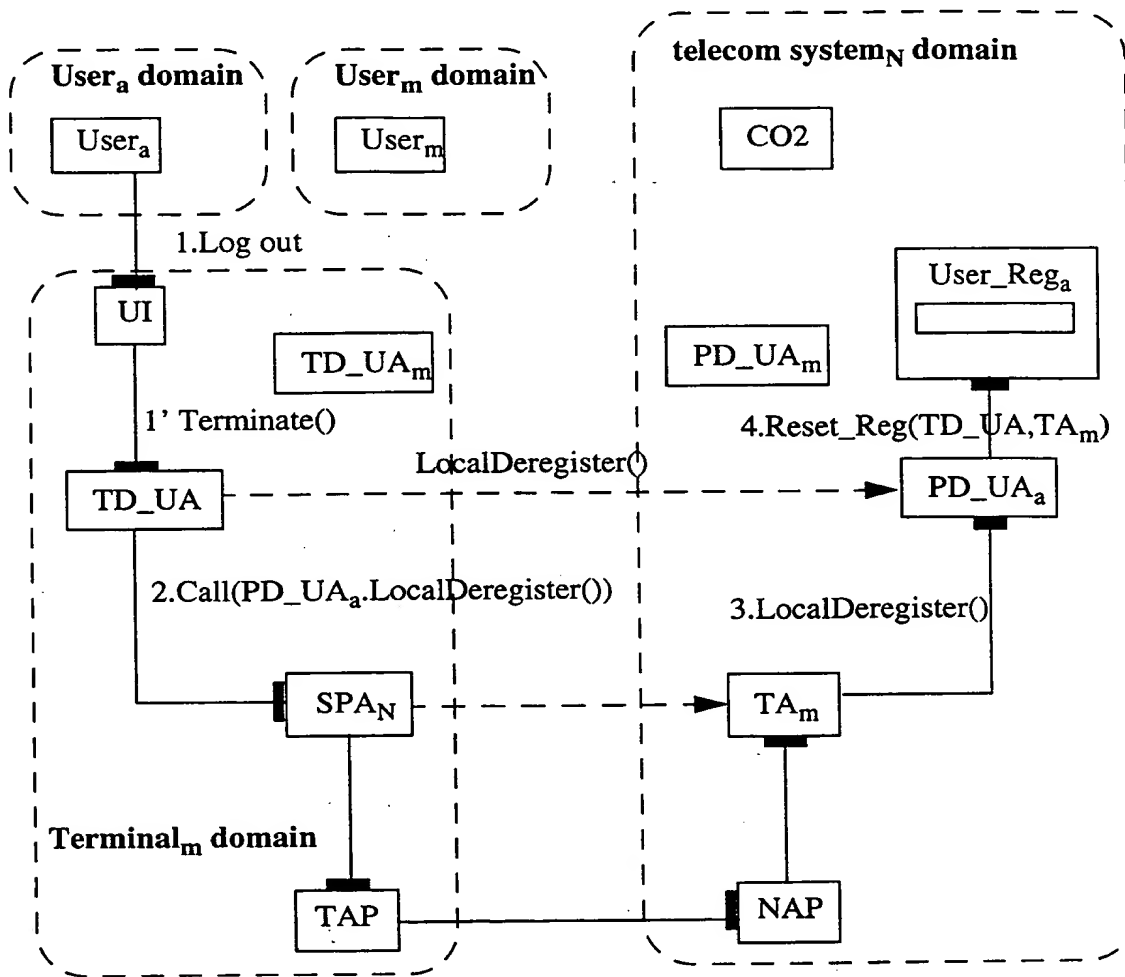 User_a domain
User_m domain
telecom system_N domain
User_a
User_m
CO2
1.Log out
User_Reg_a
UI
TD_UA_m
PD_UA_m
1' Terminate()
4.Reset_Reg(TD_UA,TA_m)
LocalDeregister()
TD_UA
PD_UA_a
2.Call(PD_UA_a.LocalDeregister())
3.LocalDeregister()
SPA_N
TA_m
Terminal_m domain
TAP
NAP